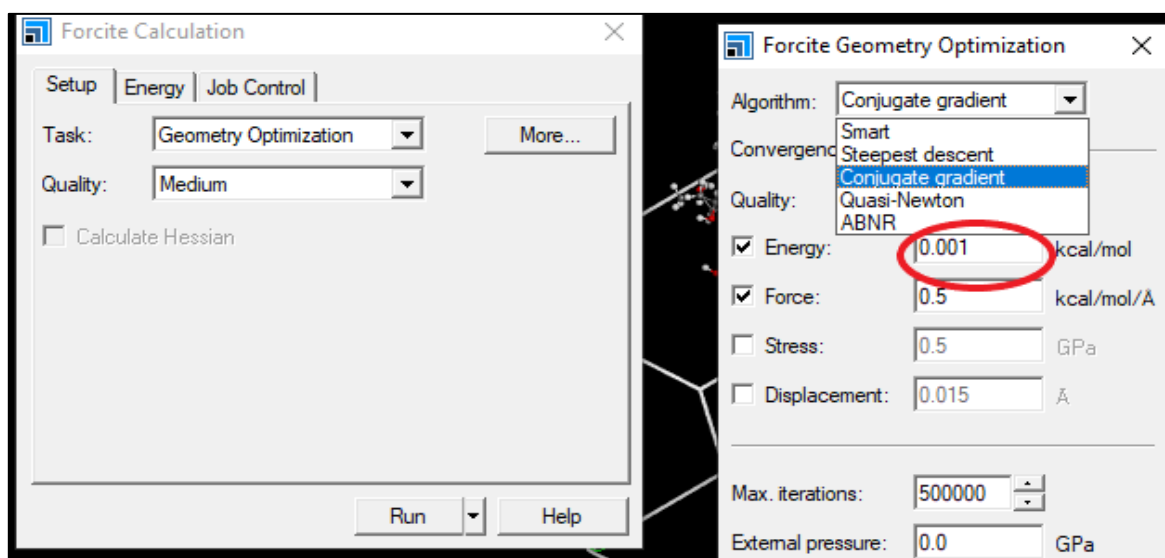 Forcite Calculation
Setup Energy Job Control
Task: Geometry Optimization More...
Quality: Medium
Calculate Hessian
Run Help
Forcite Geometry Optimization
Algorithm: Conjugate gradient
Smart
Convergenc Steepest descent
Conjugate gradient
Quality: Quasi-Newton
ABNR
Energy: 0.001 kcal/mol
Force: 0.5 kcal/mol/Å
Stress: 0.5 GPa
Displacement: 0.015 Å
Max. iterations: 500000
External pressure: 0.0 GPa